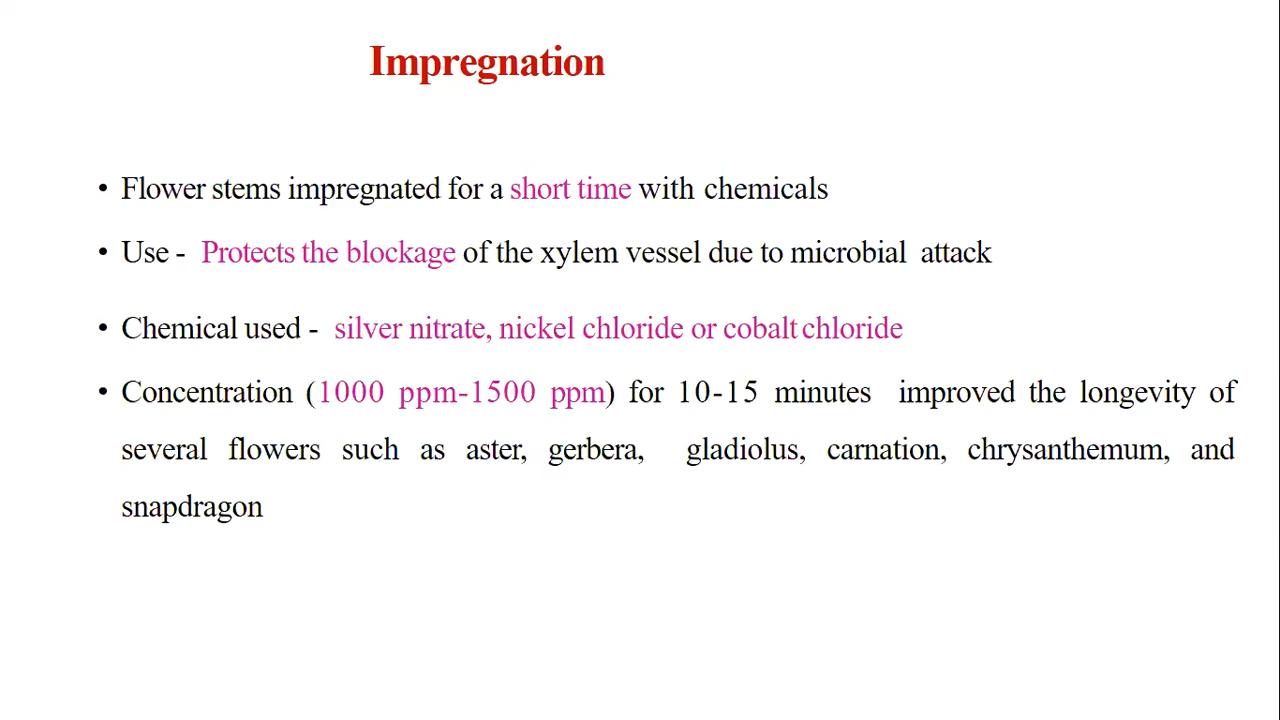 Impregnation
• Flower stems impregnated for a short time with chemicals
• Use - Protects the blockage of the xylem vessel due to microbial attack
• Chemical used - silver nitrate, nickel chloride or cobalt chloride
• Concentration (1000 ppm-1500 ppm) for 10-15 minutes improved the longevity of
several flowers such as aster, gerbera, gladiolus, carnation, chrysanthemum, and
snapdragon